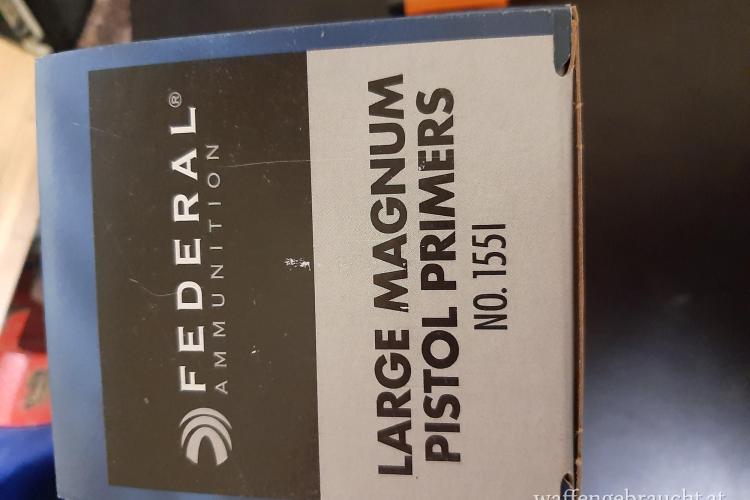 FEDERAL®
AMMUNITION
LARGE MAGNUM
PISTOL PRIMERS
NO. 155I
waffengebraucht.at